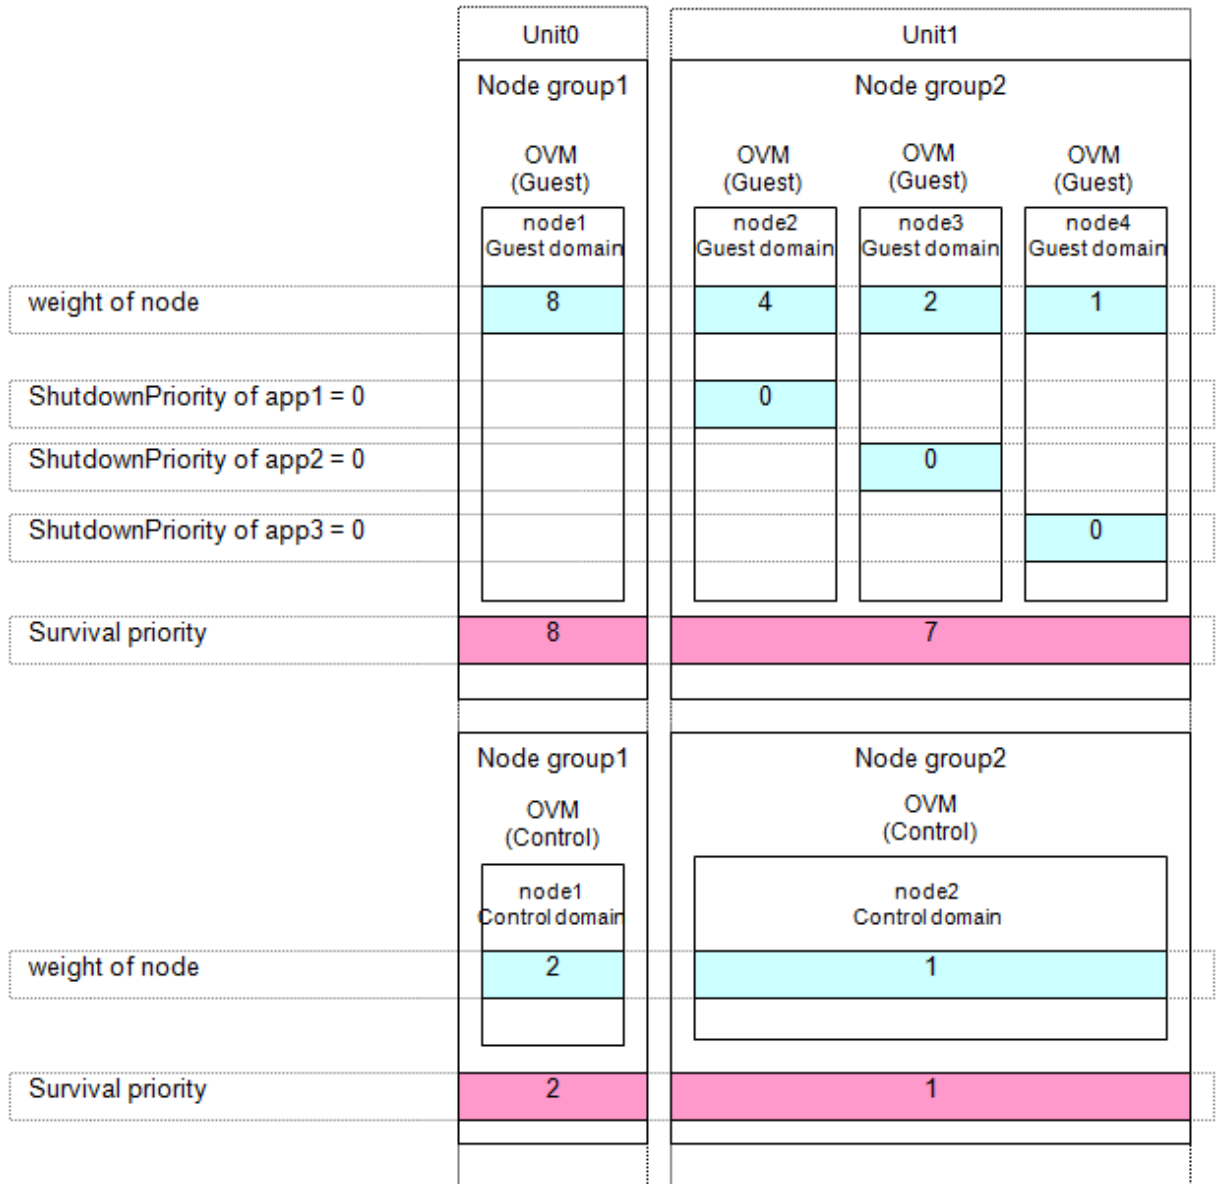 Unit0 Unit1
Node group1 Node group2
OVM OVM OVM OVM
(Guest) (Guest) (Guest) (Guest)
node1 node2 node3 node4
Guest domain Guest domain Guest domain Guest domain
weight of node 8 4 2 1
ShutdownPriority of app1 = 0 0
ShutdownPriority of app2 = 0 0
ShutdownPriority of app3 = 0 0
Survival priority 8 7
Node group1 Node group2
OVM OVM
(Control) (Control)
node1 node2
Control domain Control domain
weight of node 2 1
Survival priority 2 1